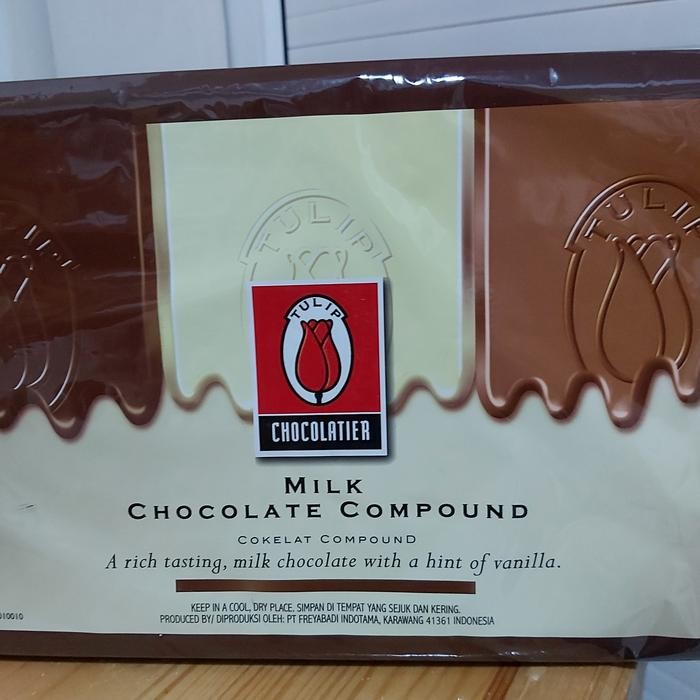 TULIP
TULIP
TULIP
CHOCOLATIER
MILK
CHOCOLATE COMPOUND
COKELAT COMPOUND
A rich tasting, milk chocolate with a hint of vanilla.
KEEP IN A COOL, DRY PLACE. SIMPAN DI TEMPAT YANG SEJUK DAN KERING.
PRODUCED BY/ DIPRODUKSI OLEH: PT FREYABADI INDOTAMA, KARAWANG 41361 INDONESIA